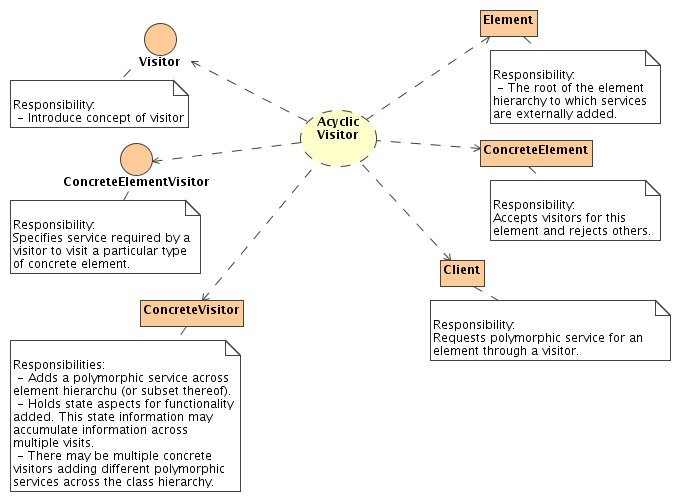 Visitor
Responsibility:
- Introduce concept of visitor
ConcreteElementVisitor
Responsibility:
Specifies service required by a
visitor to visit a particular type
of concrete element.
ConcreteVisitor
Responsibilities:
- Adds a polymorphic service across
element hierarchu (or subset thereof).
- Holds state aspects for functionality
added. This state information may
accumulate information across
multiple visits.
- There may be multiple concrete
visitors adding different polymorphic
services across the class hierarchy.
Acyclic
Visitor
Element
Responsibility:
- The root of the element
hierarchy to which services
are externally added.
ConcreteElement
Responsibility:
Accepts visitors for this
element and rejects others.
Client
Responsibility:
Requests polymorphic service for an
element through a visitor.